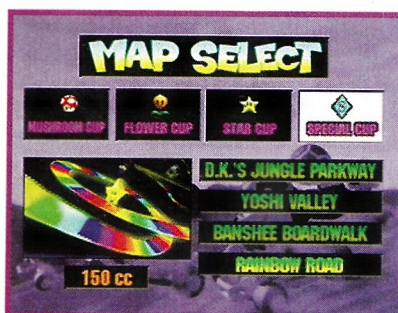 MAP SELECT
MUSHROOM CUP FLOWER CUP STAR CUP SPECIAL CUP
D.K.'S JUNGLE PARKWAY
YOSHI VALLEY
BANSHEE BOARDWALK
RAINBOW ROAD
150 cc